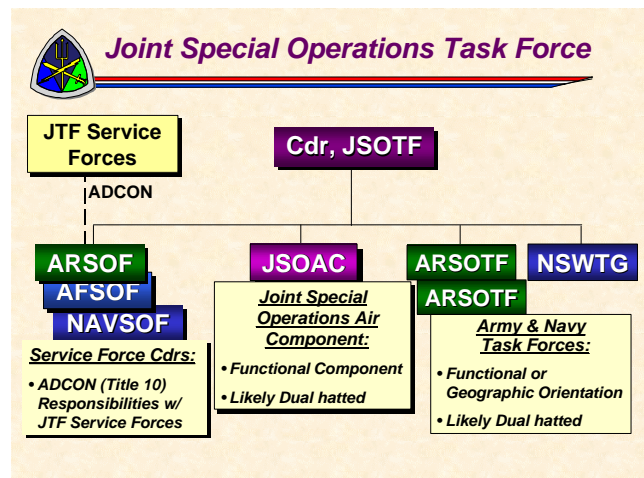 Joint Special Operations Task Force
JTF Service
Forces
Cdr, JSOTF
ADCON
ARSOF
AFSOF
NAVSOF
Service Force Cdrs:
• ADCON (Title 10)
Responsibilities w/
JTF Service Forces
JSOAC
Joint Special
Operations Air
Component:
• Functional Component
• Likely Dual hatted
ARSOTF
ARSOTF
NSWTG
Army & Navy
Task Forces:
• Functional or
Geographic Orientation
• Likely Dual hatted